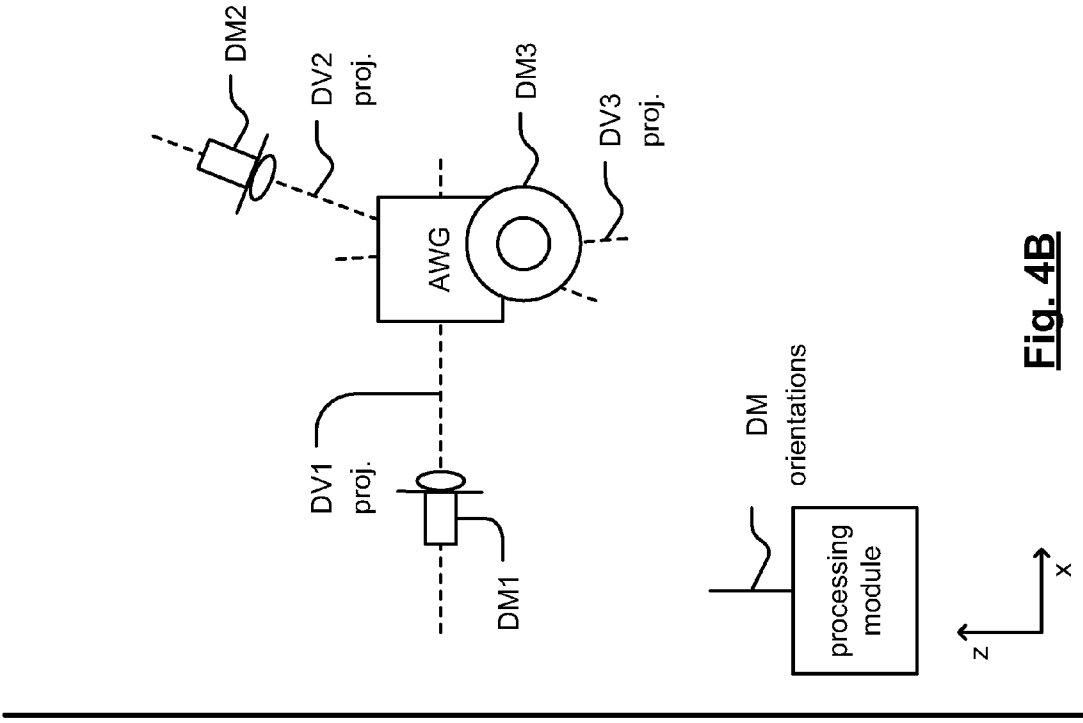 DM2
DV2
proj.
DM3
DV3
proj.
AWG
DV1
proj.
DM1
DM
orientations
processing
module
z
x
Fig. 4B